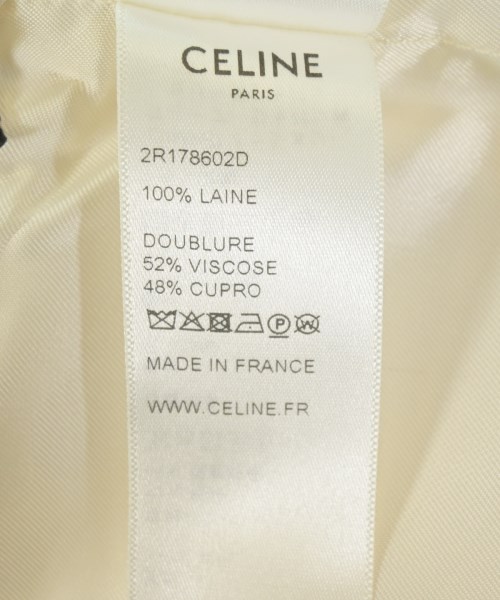 CELINE
PARIS
2R178602D
100% LAINE
DOUBLURE
52% VISCOSE
48% CUPRO
MADE IN FRANCE
WWW.CELINE.FR